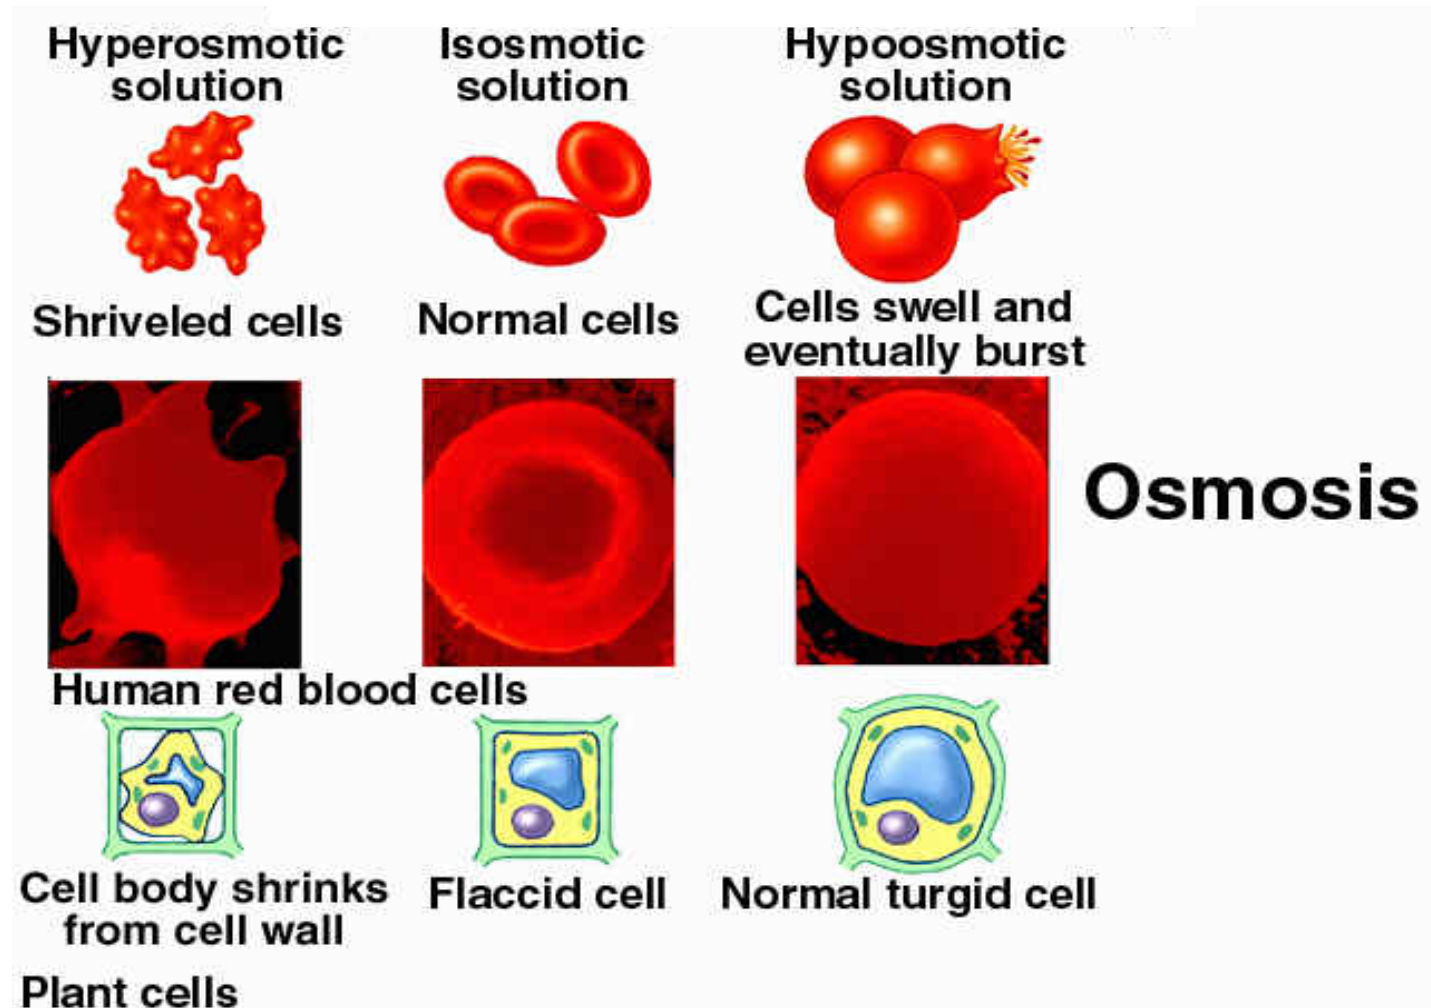 Hyperosmotic
solution
Isosmotic
solution
Hypoosmotic
solution
Shriveled cells
Normal cells
Cells swell and
eventually burst
Osmosis
Human red blood cells
Cell body shrinks
from cell wall
Flaccid cell
Normal turgid cell
Plant cells